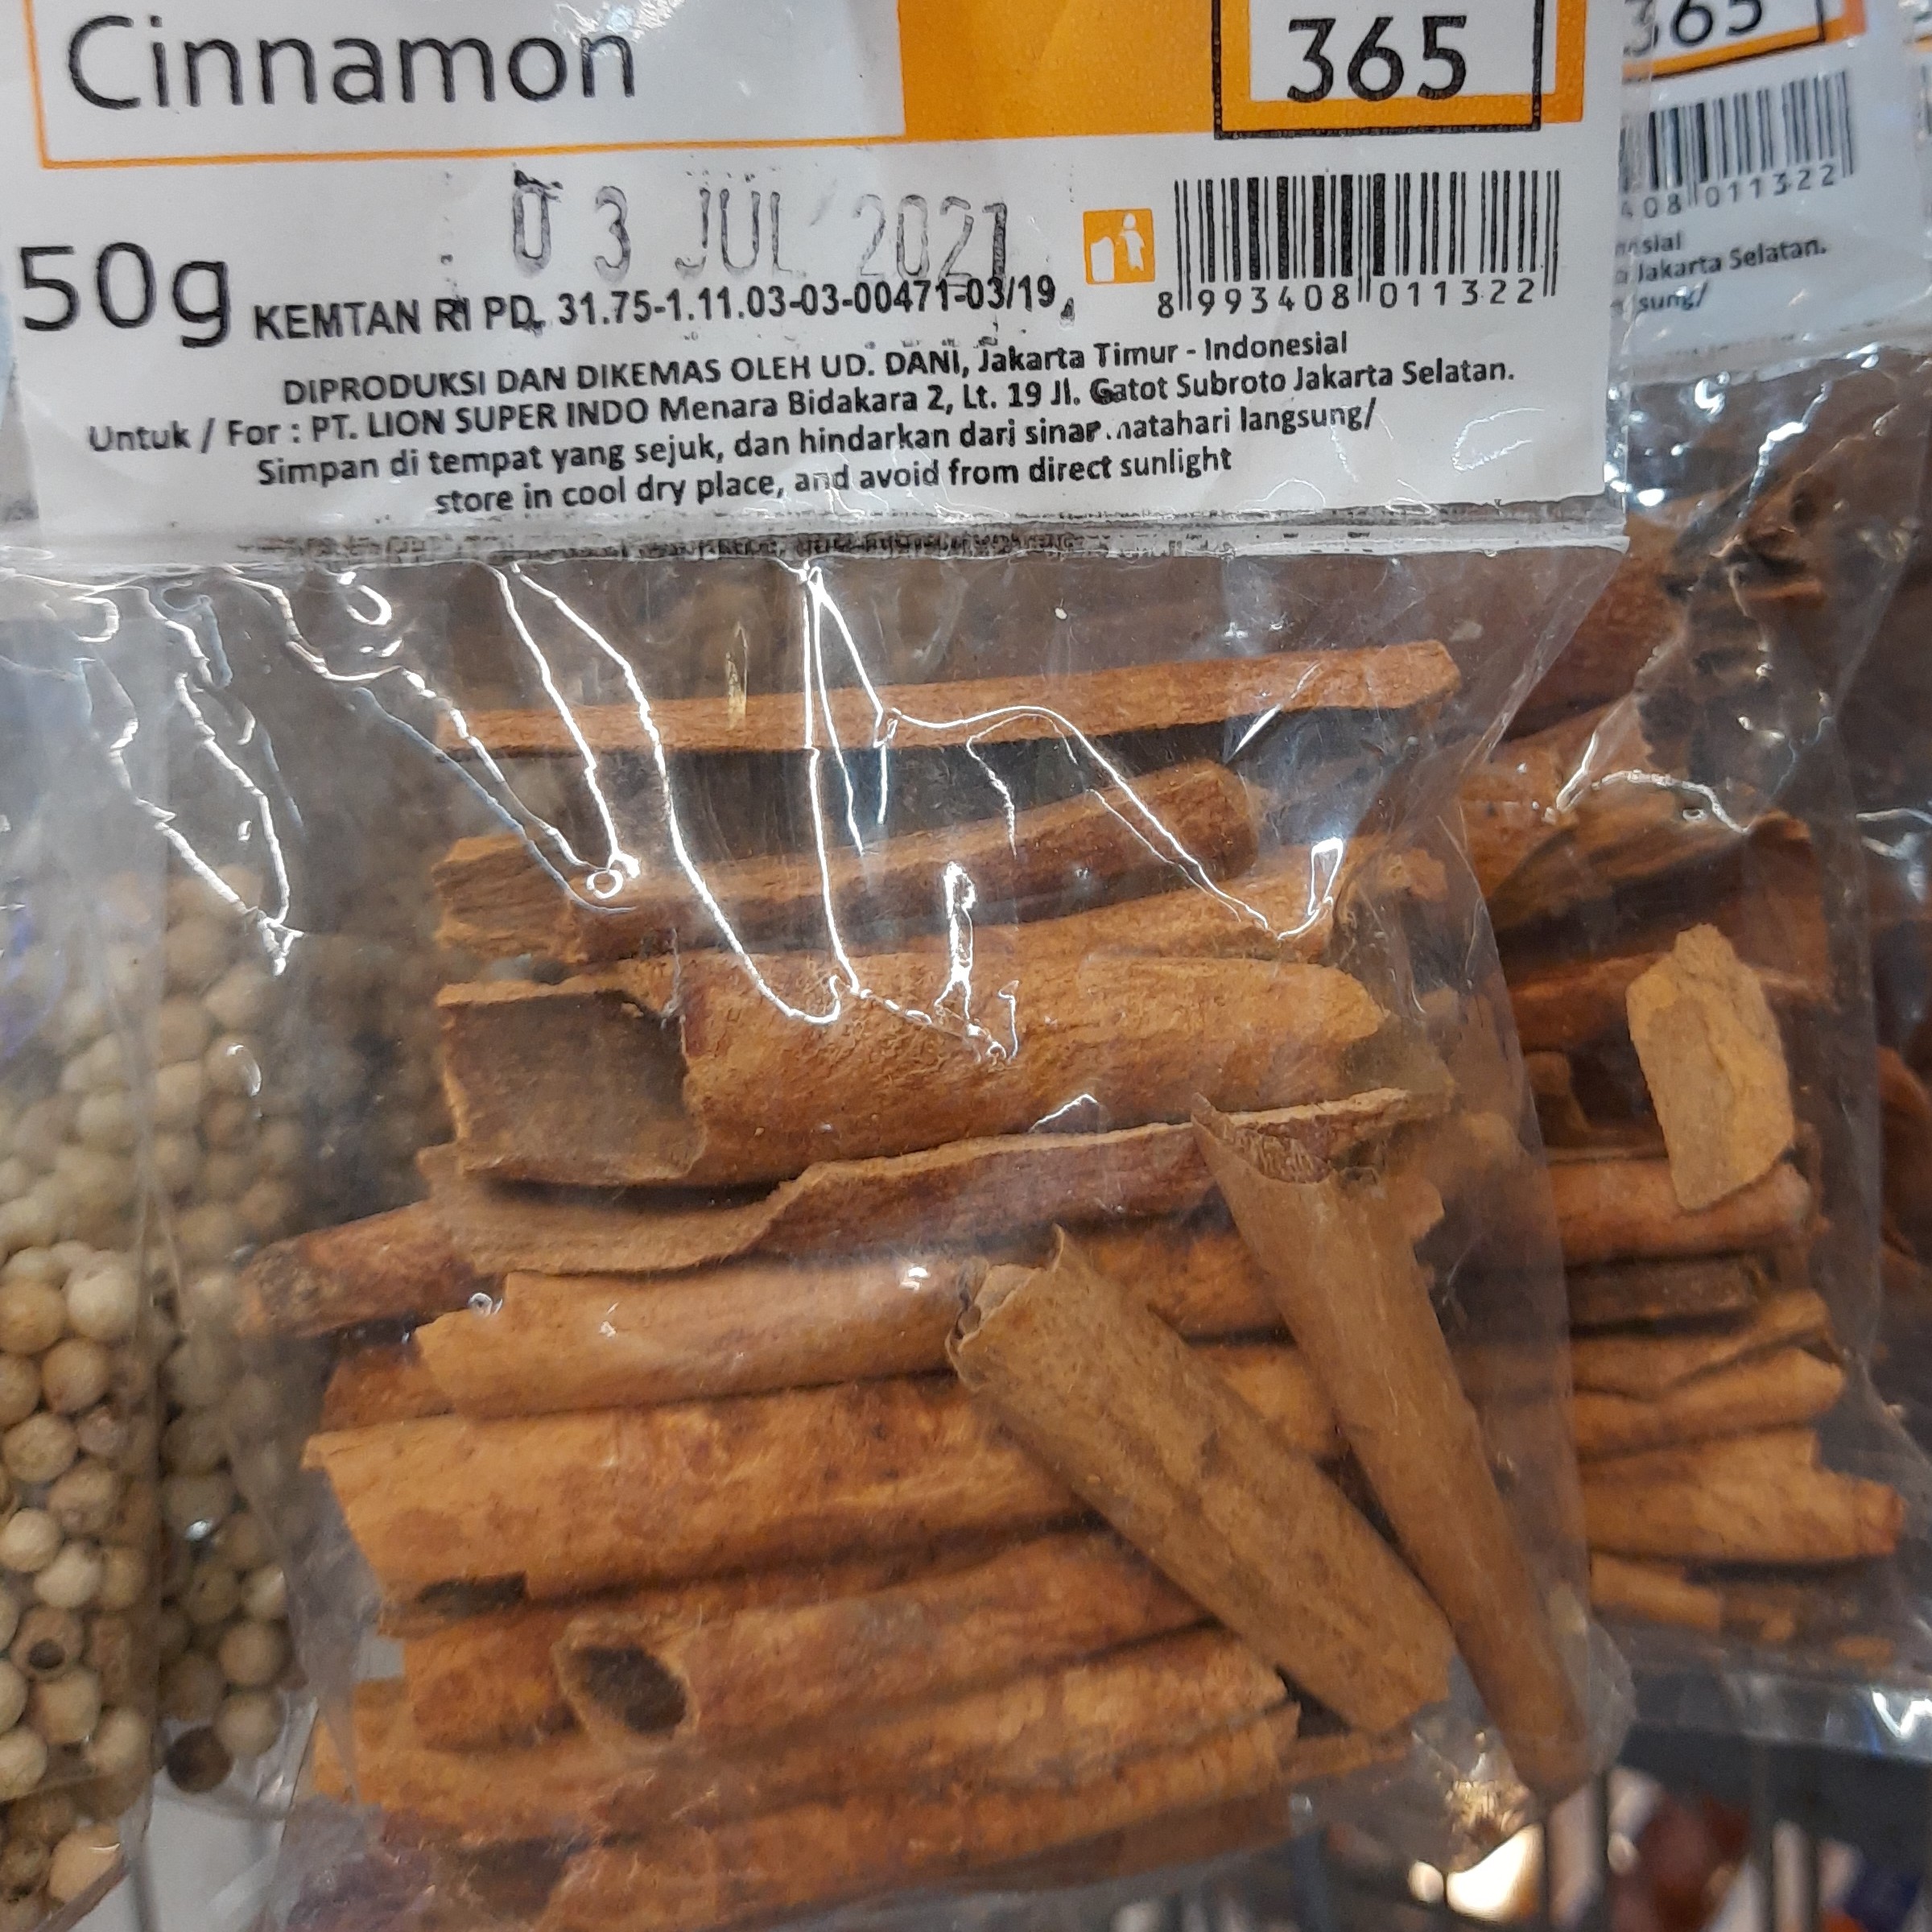 Cinnamon
365
03 JUL 2021
50g
KEMTAN RI PD. 31.75-1.11.03-03-00471-03/19
8 993408 011322
DIPRODUKSI DAN DIKEMAS OLEH UD. DANI, Jakarta Timur - Indonesial
Untuk / For : PT. LION SUPER INDO Menara Bidakara 2, Lt. 19 Jl. Gatot Subroto Jakarta Selatan.
Simpan di tempat yang sejuk, dan hindarkan dari sinar matahari langsung/
store in cool dry place, and avoid from direct sunlight
365
408 011322
Jakarta Selatan.